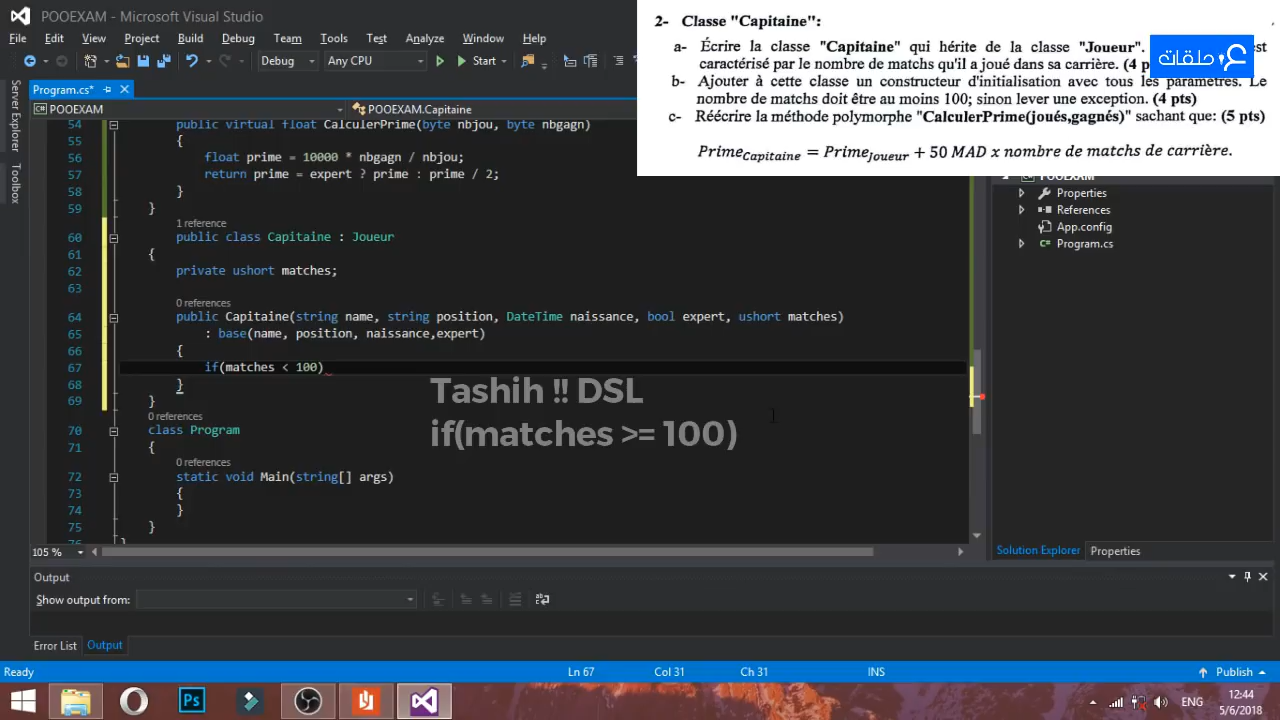 POOEXAM - Microsoft Visual Studio
File Edit View Project Build Debug Team Tools Test Analyze Window Help
Debug Any CPU Start
Program.cs*
POOEXAM POOEXAM.Capitaine
Server Explorer
Toolbox
2- Classe "Capitaine":
a- Écrire la classe "Capitaine" qui hérite de la classe "Joueur". est
caractérisé par le nombre de matchs qu'il a joué dans sa carrière. (4
b- Ajouter à cette classe un constructeur d'initialisation avec tous les paramètres. Le
nombre de matchs doit être au moins 100; sinon lever une exception. (4 pts)
c- Réécrire la méthode polymorphe "CalculerPrime(joués,gagnés)" sachant que: (5 pts)
PrimeCapitaine = PrimeJoueur + 50 MAD x nombre de matchs de carrière.
حلقات
54 public virtual float CalculePrime(byte nbjou, byte nbgagn)
55 {
56 float prime = 10000 * nbgagn / nbjou;
57 return prime = expert ? prime : prime / 2;
58 }
59 }
1 reference
60 public class Capitaine : Joueur
61 {
62 private ushort matches;
63
0 references
64 public Capitaine(string name, string position, DateTime naissance, bool expert, ushort matches)
65 : base(name, position, naissance,expert)
66 {
67 if(matches < 100)
68 }
69 }
0 references
70 class Program
71 {
0 references
72 static void Main(string[] args)
73 {
74 }
75 }
76 }
Tashih !! DSL
if(matches >= 100)
POOEXAM
Properties
References
App.config
Program.cs
105 %
Solution Explorer Properties
Output
Show output from:
Error List Output
Ready Ln 67 Col 31 Ch 31 INS Publish
Ps
ENG
12:44
5/6/2018